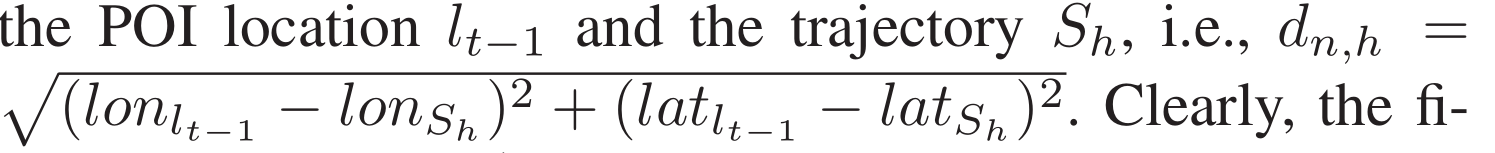 the POI location $l_{t-1}$ and the trajectory $S_h$, i.e., $d_{n,h} =$
$\sqrt{(lon_{l_{t-1}} - lon_{S_h})^2 + (lat_{l_{t-1}} - lat_{S_h})^2}$. Clearly, the fi-